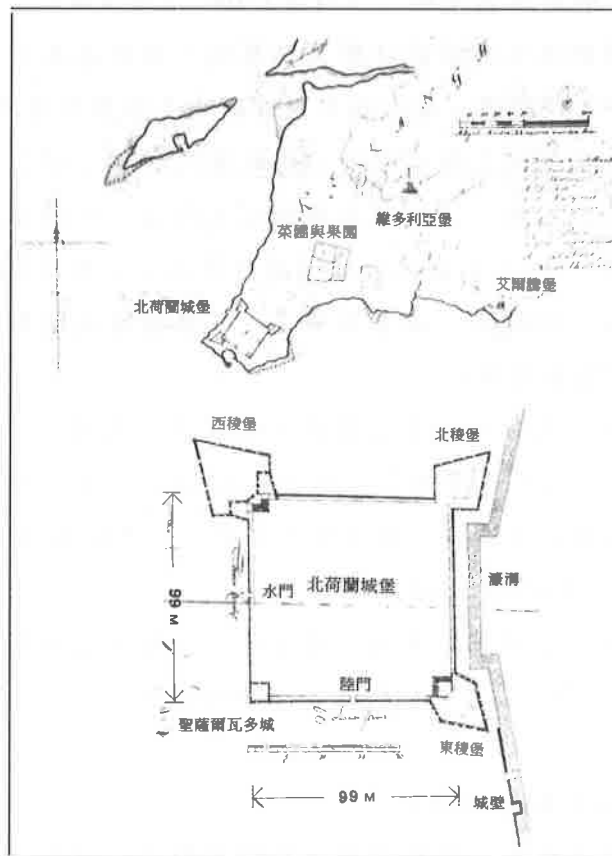 維多利亞堡
菜園與果園
艾爾騰堡
北荷蘭城堡
西稜堡
北稜堡
99 M
水門
北荷蘭城堡
濠溝
陸門
聖薩爾瓦多城
東稜堡
99 M
城壁